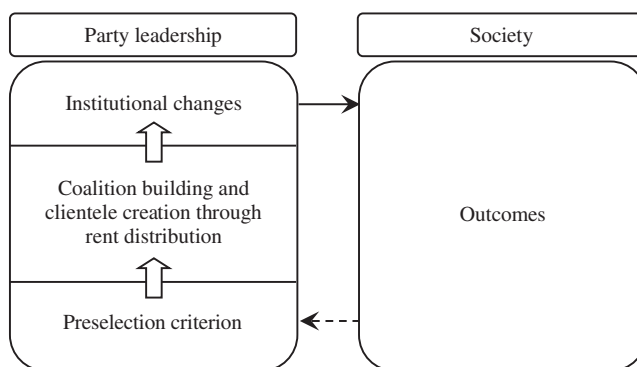 Party leadership
Society
Institutional changes
Coalition building and
clientele creation through
rent distribution
Outcomes
Preselection criterion